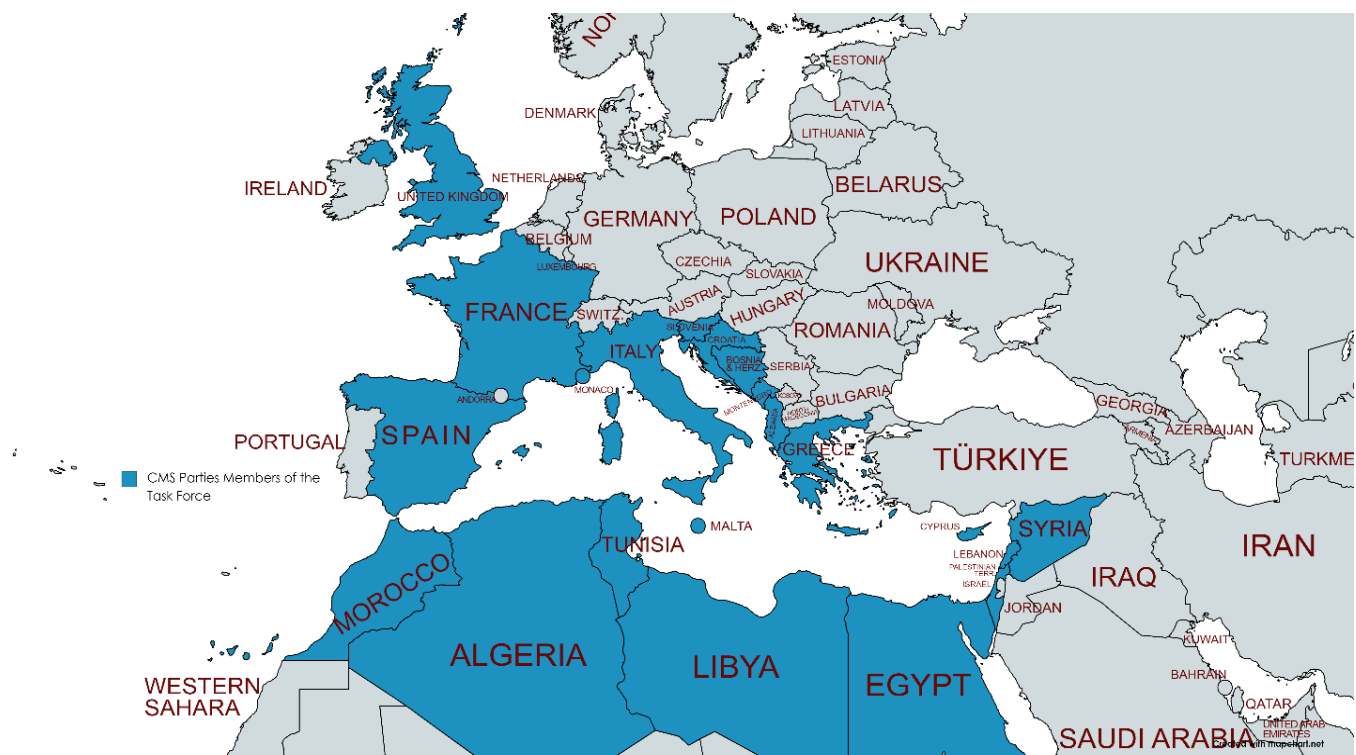 NOR
ESTONIA
LATVIA
LITHUANIA
DENMARK
BELARUS
IRELAND
UNITED KINGDOM
NETHERLANDS
GERMANY
POLAND
BELGIUM
LUXEMBOURG
CZECHIA
SLOVAKIA
UKRAINE
FRANCE
SWITZ.
AUSTRIA
HUNGARY
MOLDOVA
ROMANIA
SLOVENIA
CROATIA
ITALY
BOSNIA
& HERZ.
SERBIA
MONACO
ANDORRA
MONTENEGRO
KOSOVO
BULGARIA
NORTH
MACEDONIA
ALBANIA
GEORGIA
ARMENIA
AZERBAIJAN
PORTUGAL
SPAIN
GREECE
TÜRKIYE
TURKME
CMS Parties Members of the
Task Force
MALTA
CYPRUS
SYRIA
TUNISIA
LEBANON
PALESTINIAN
TERR.
ISRAEL
IRAQ
IRAN
MOROCCO
JORDAN
KUWAIT
ALGERIA
LIBYA
EGYPT
BAHRAIN
WESTERN
SAHARA
QATAR
UNITED ARAB
EMIRATES
SAUDI ARABIA
Created with mapchart.net